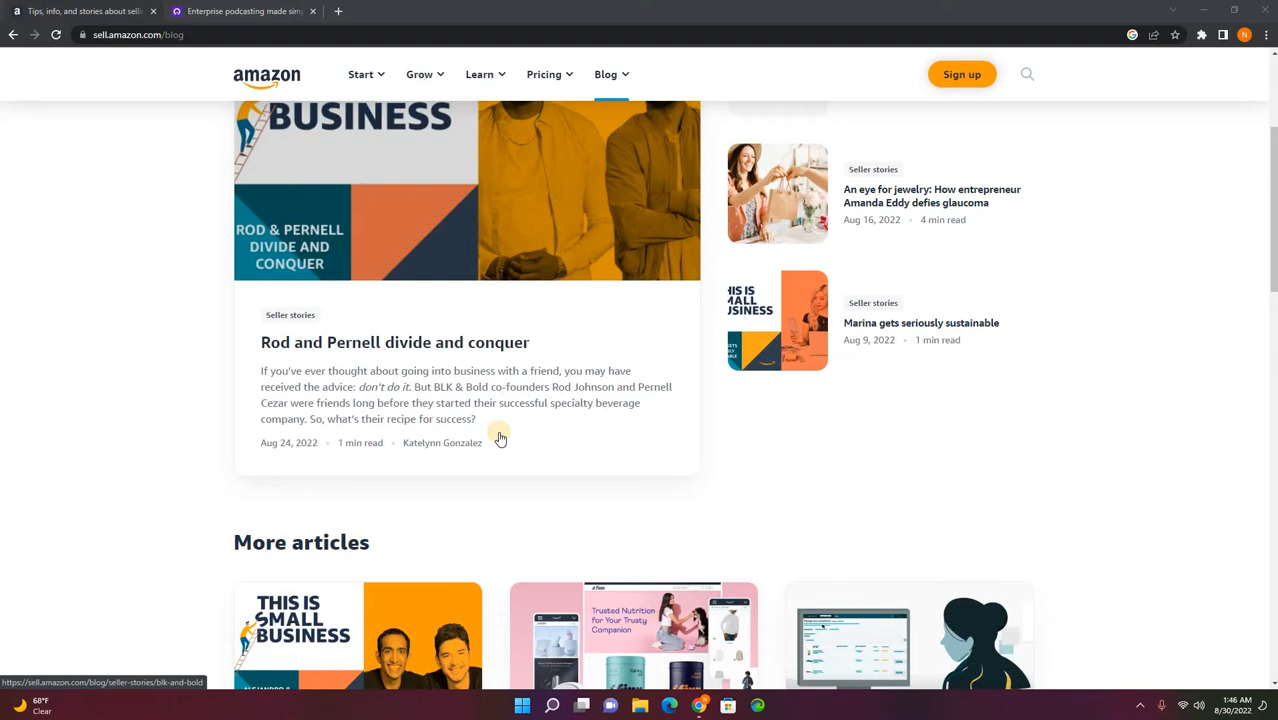 Tips, info, and stories about selli
Enterprise podcasting made sim
sell.amazon.com/blog
N
amazon
Start
Grow
Learn
Pricing
Blog
Sign up
BUSINESS
ROD & PERNELL
DIVIDE AND
CONQUER
Seller stories
Rod and Pernell divide and conquer
If you've ever thought about going into business with a friend, you may have
received the advice: don't do it. But BLK & Bold co-founders Rod Johnson and Pernell
Cezar were friends long before they started their successful specialty beverage
company. So, what's their recipe for success?
Aug 24, 2022 • 1 min read • Katelynn Gonzalez
Seller stories
An eye for jewelry: How entrepreneur
Amanda Eddy defies glaucoma
Aug 16, 2022 • 4 min read
THIS IS
SMALL
BUSINESS
Seller stories
Marina gets seriously sustainable
Aug 9, 2022 • 1 min read
More articles
THIS IS
SMALL
BUSINESS
Trusted Nutrition
for Your Trusty
Companion
https://sell.amazon.com/blog/seller-stories/blk-and-bold
68°F
Clear
1:46 AM
8/30/2022